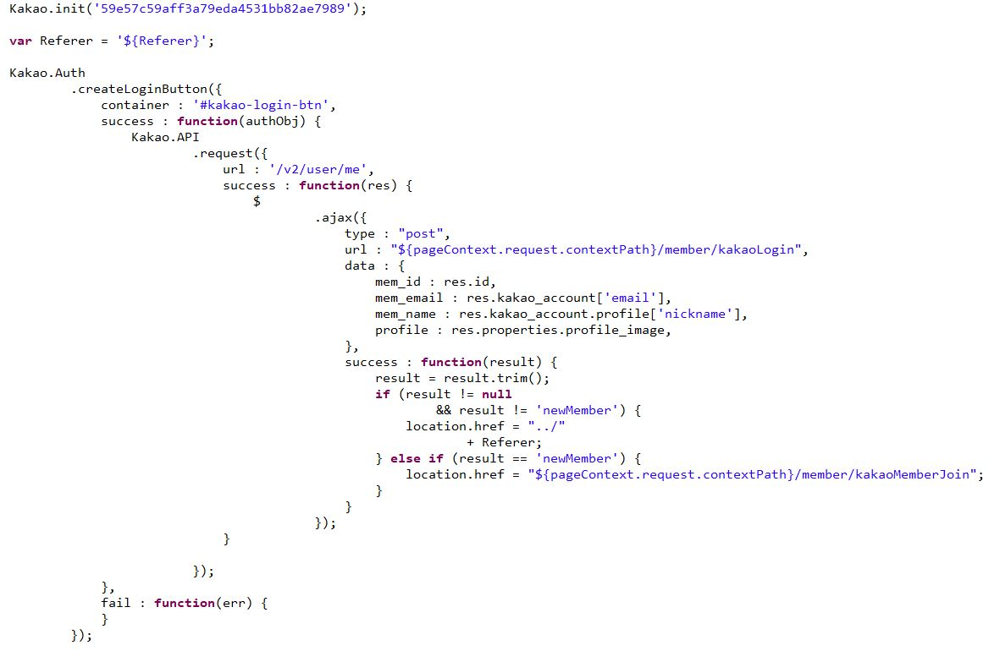 Kakao.init('59e57c59aff3a79eda4531bb82ae7989');
var Referer = '${Referer}';
Kakao.Auth
.createLoginButton({
container : '#kakao-login-btn',
success : function(authObj) {
Kakao.API
.request({
url : '/v2/user/me',
success : function(res) {
$
.ajax({
type : "post",
url : "${pageContext.request.contextPath}/member/kakaoLogin",
data : {
mem_id : res.id,
mem_email : res.kakao_account['email'],
mem_name : res.kakao_account.profile['nickname'],
profile : res.properties.profile_image,
},
success : function(result) {
result = result.trim();
if (result != null
&& result != 'newMember') {
location.href = "../"
+ Referer;
} else if (result == 'newMember') {
location.href = "${pageContext.request.contextPath}/member/kakaoMemberJoin";
}
}
});
}
});
},
fail : function(err) {
}
});